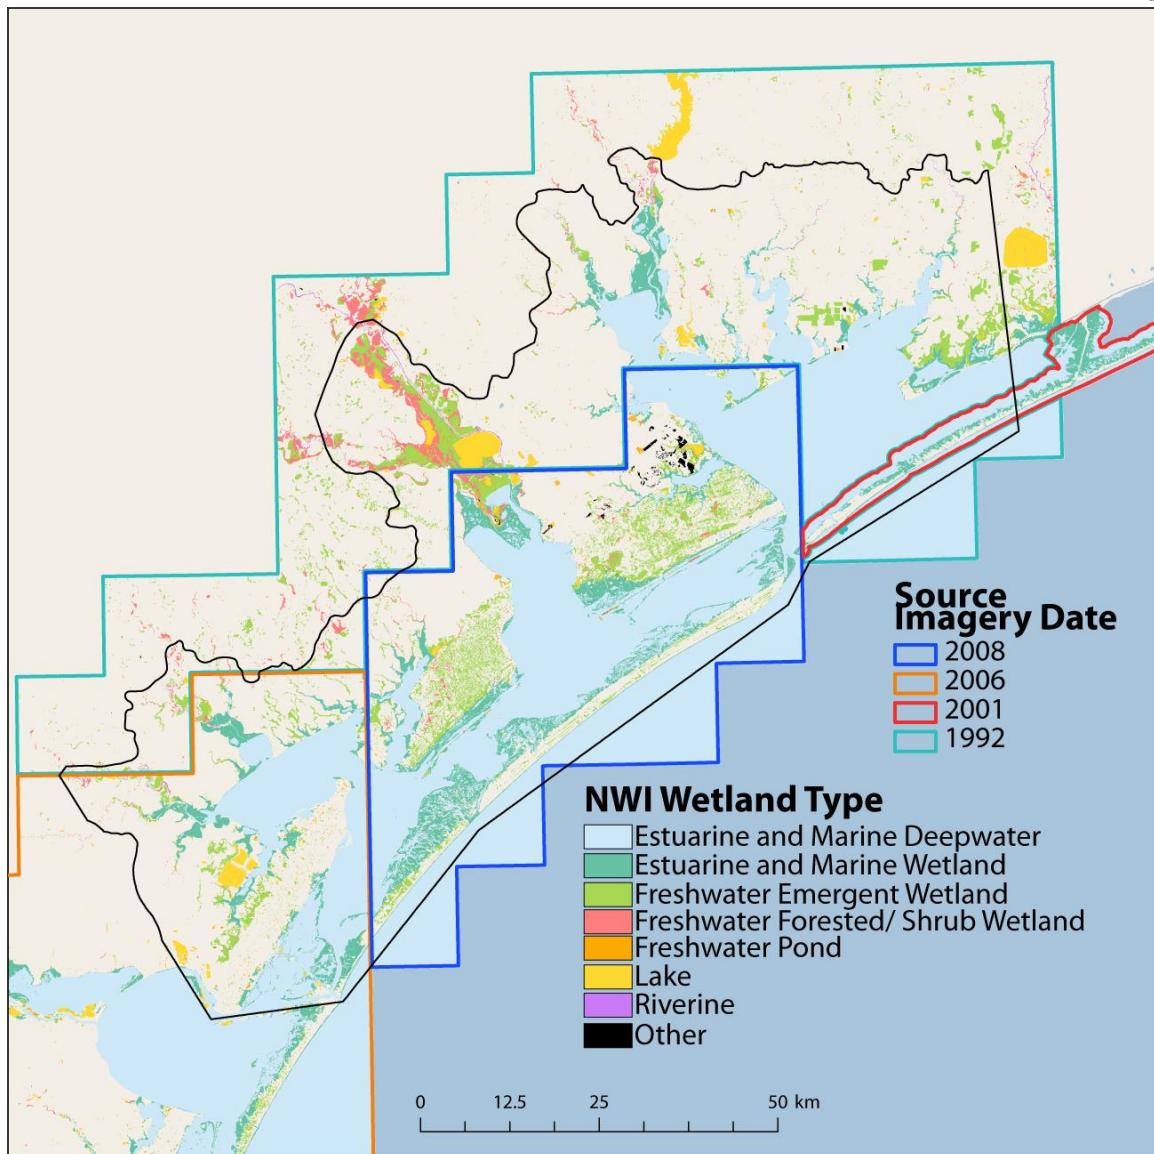 Source
Imagery Date
2008
2006
2001
1992
NWI Wetland Type
Estuarine and Marine Deepwater
Estuarine and Marine Wetland
Freshwater Emergent Wetland
Freshwater Forested/ Shrub Wetland
Freshwater Pond
Lake
Riverine
Other
0 12.5 25 50 km